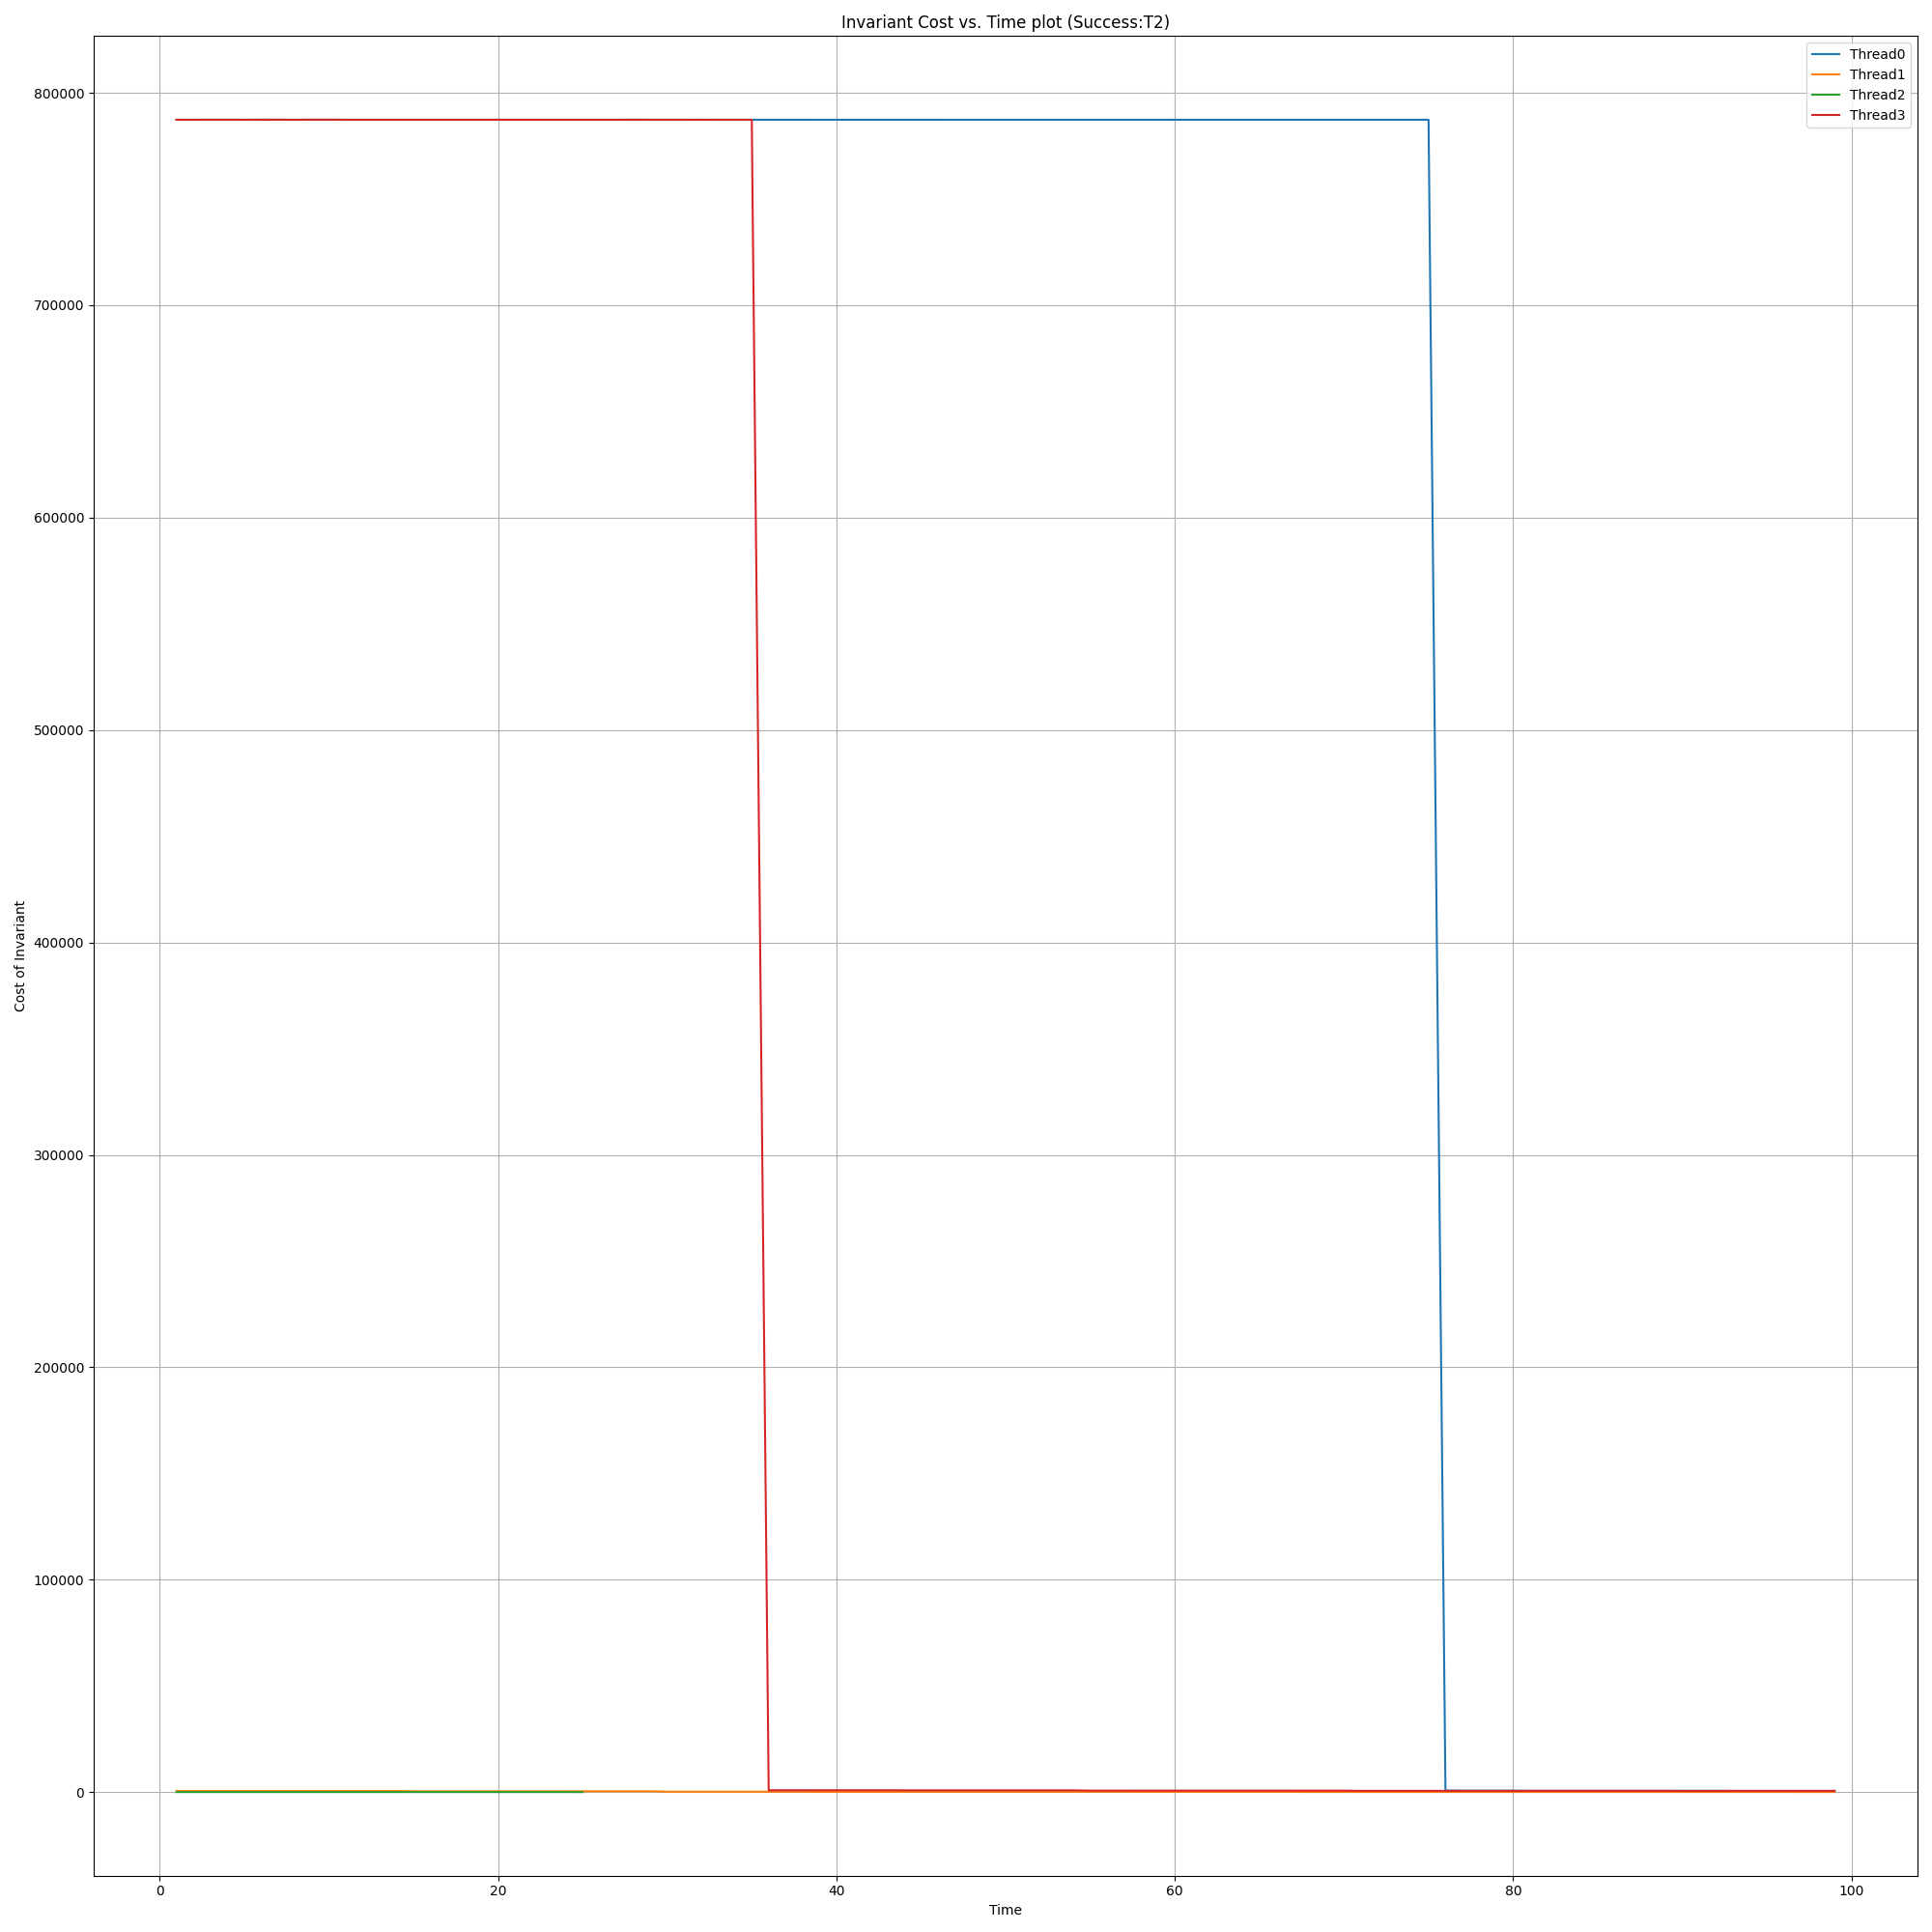 Invariant Cost vs. Time plot (Success:T2)
Thread0
Thread1
Thread2
Thread3
800000
700000
600000
500000
400000
300000
200000
100000
0
Cost of Invariant
0 20 40 60 80 100
Time